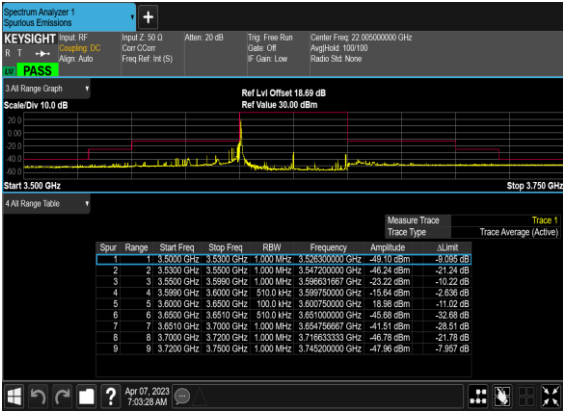 Spectrum Analyzer 1
Spurious Emissions
+
KEYSIGHT Input: RF Input Z: 50 Ω Atten: 20 dB Trig: Free Run Center Freq: 22.005000000 GHz
R T Coupling: DC Corr CCorr Gate: Off Avg|Hold: 100/100
Align: Auto Freq Ref: Int (S) IF Gain: Low Radio Std: None
PASS
3 All Range Graph
Ref Lvl Offset 18.69 dB
Scale/Div 10.0 dB Ref Value 30.00 dBm
20.0
0.00
-20.0
-40.0
-60.0
Start 3.500 GHz Stop 3.750 GHz
4 All Range Table
Measure Trace Trace 1
Trace Type Trace Average (Active)
Spur Range Start Freq Stop Freq RBW Frequency Amplitude ΔLimit
1 1 3.5000 GHz 3.5300 GHz 1.000 MHz 3.526300000 GHz -49.10 dBm -9.095 dB
2 2 3.5300 GHz 3.5500 GHz 1.000 MHz 3.547200000 GHz -46.24 dBm -21.24 dB
3 3 3.5500 GHz 3.5990 GHz 1.000 MHz 3.596631667 GHz -23.22 dBm -10.22 dB
4 4 3.5990 GHz 3.6000 GHz 510.0 kHz 3.599750000 GHz -15.64 dBm -2.636 dB
5 5 3.6000 GHz 3.6500 GHz 100.0 kHz 3.600750000 GHz 18.98 dBm -11.02 dB
6 6 3.6500 GHz 3.6510 GHz 510.0 kHz 3.651000000 GHz -45.68 dBm -32.68 dB
7 7 3.6510 GHz 3.7000 GHz 1.000 MHz 3.654756667 GHz -41.51 dBm -28.51 dB
8 8 3.7000 GHz 3.7200 GHz 1.000 MHz 3.716633333 GHz -46.78 dBm -21.78 dB
9 9 3.7200 GHz 3.7500 GHz 1.000 MHz 3.745200000 GHz -47.96 dBm -7.957 dB
? Apr 07, 2023
7:03:28 AM